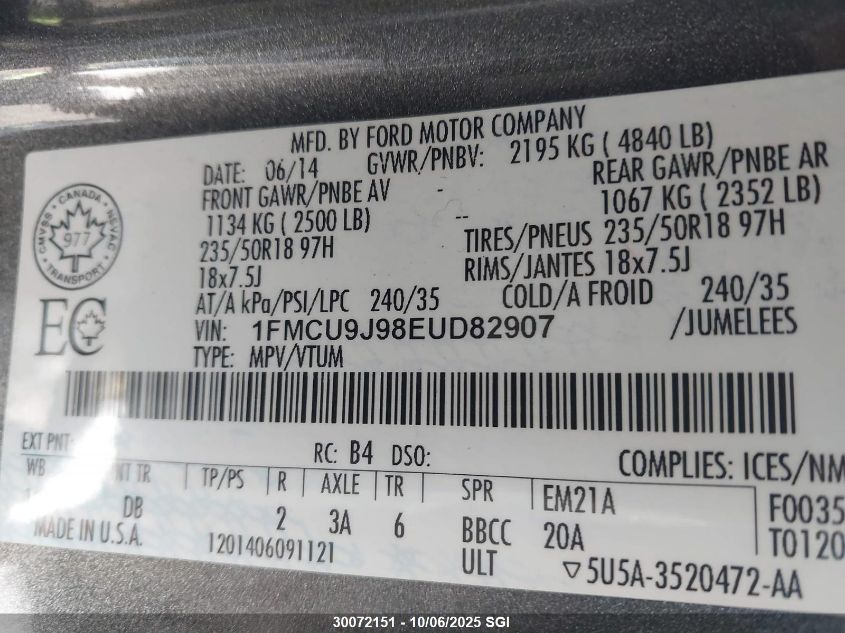 MFD. BY FORD MOTOR COMPANY
DATE: 06/14 GVWR/PNBV: 2195 KG ( 4840 LB)
FRONT GAWR/PNBE AV - REAR GAWR/PNBE AR
1134 KG ( 2500 LB) -- 1067 KG ( 2352 LB)
235/50R18 97H TIRES/PNEUS 235/50R18 97H
18x7.5J RIMS/JANTES 18x7.5J
AT/A kPa/PSI/LPC 240/35 COLD/A FROID 240/35
VIN: 1FMCU9J98EUD82907 /JUMELEES
TYPE: MPV/VTUM
CANADA
CMVSS NSVAC
977
TRANSPORT
EC
EXT PNT: RC: B4 DSO: COMPLIES: ICES/NM
WB NT TR TP/PS R AXLE TR SPR EM21A F0035
DB 2 3A 6 BBCC 20A T0120
MADE IN U.S.A. 1201406091121 ULT ▽5U5A-3520472-AA
30072151 - 10/06/2025 SGI